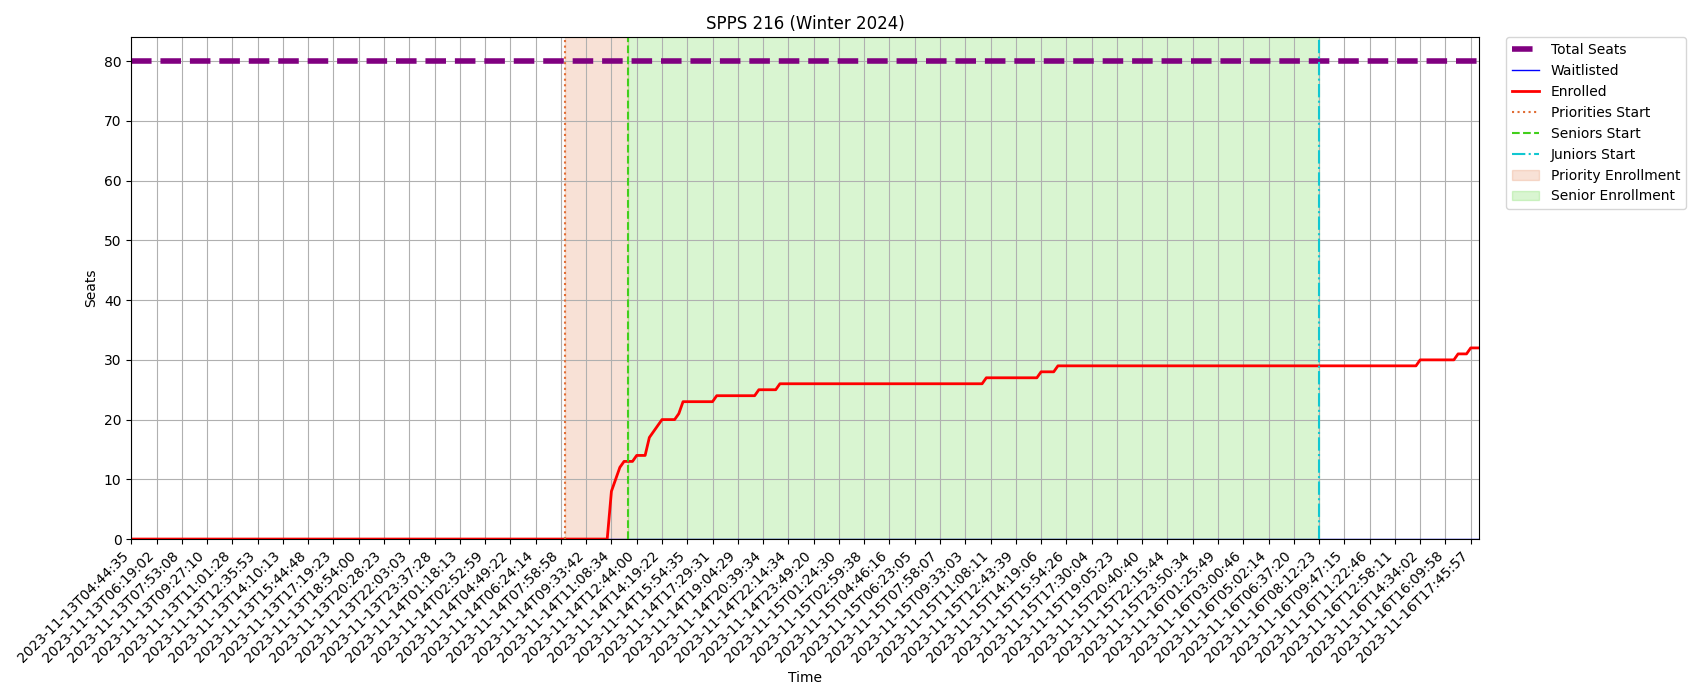 SPPS 216 (Winter 2024)
Total Seats
Waitlisted
Enrolled
Priorities Start
Seniors Start
Juniors Start
Priority Enrollment
Senior Enrollment
Seats
80
70
60
50
40
30
20
10
0
2023-11-13T04:44:35
2023-11-13T06:19:02
2023-11-13T07:53:08
2023-11-13T09:27:10
2023-11-13T11:01:28
2023-11-13T12:35:53
2023-11-13T14:10:13
2023-11-13T15:44:48
2023-11-13T17:19:23
2023-11-13T18:54:00
2023-11-13T20:28:23
2023-11-13T22:03:03
2023-11-13T23:37:28
2023-11-14T01:18:13
2023-11-14T02:52:59
2023-11-14T04:49:22
2023-11-14T06:24:14
2023-11-14T07:58:58
2023-11-14T09:33:42
2023-11-14T11:08:34
2023-11-14T12:44:00
2023-11-14T14:19:22
2023-11-14T15:54:35
2023-11-14T17:29:31
2023-11-14T19:04:29
2023-11-14T20:39:34
2023-11-14T22:14:34
2023-11-14T23:49:20
2023-11-15T01:24:30
2023-11-15T02:59:38
2023-11-15T04:46:16
2023-11-15T06:23:05
2023-11-15T07:58:07
2023-11-15T09:33:03
2023-11-15T11:08:11
2023-11-15T12:43:39
2023-11-15T14:19:06
2023-11-15T15:54:26
2023-11-15T17:30:04
2023-11-15T19:05:23
2023-11-15T20:40:40
2023-11-15T22:15:44
2023-11-15T23:50:34
2023-11-16T01:25:49
2023-11-16T03:00:46
2023-11-16T05:02:14
2023-11-16T06:37:20
2023-11-16T08:12:23
2023-11-16T09:47:15
2023-11-16T11:22:46
2023-11-16T12:58:11
2023-11-16T14:34:02
2023-11-16T16:09:58
2023-11-16T17:45:57
Time